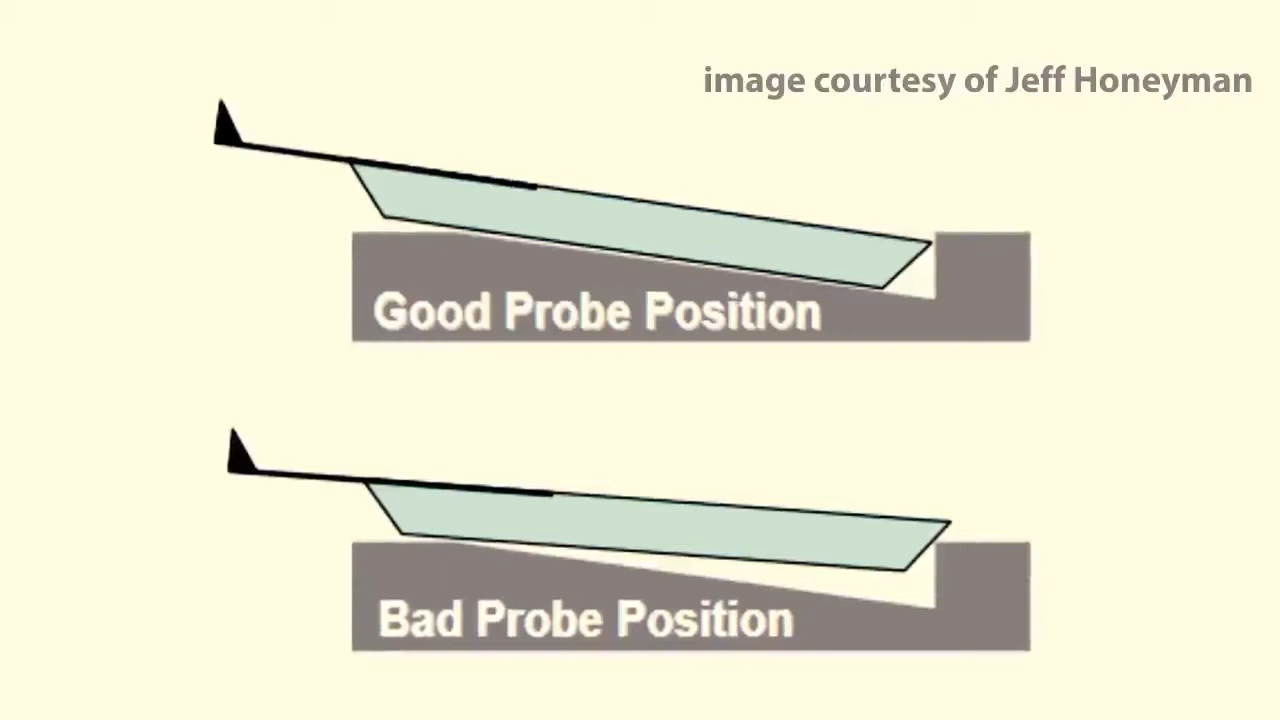 image courtesy of Jeff Honeyman
Good Probe Position
Bad Probe Position